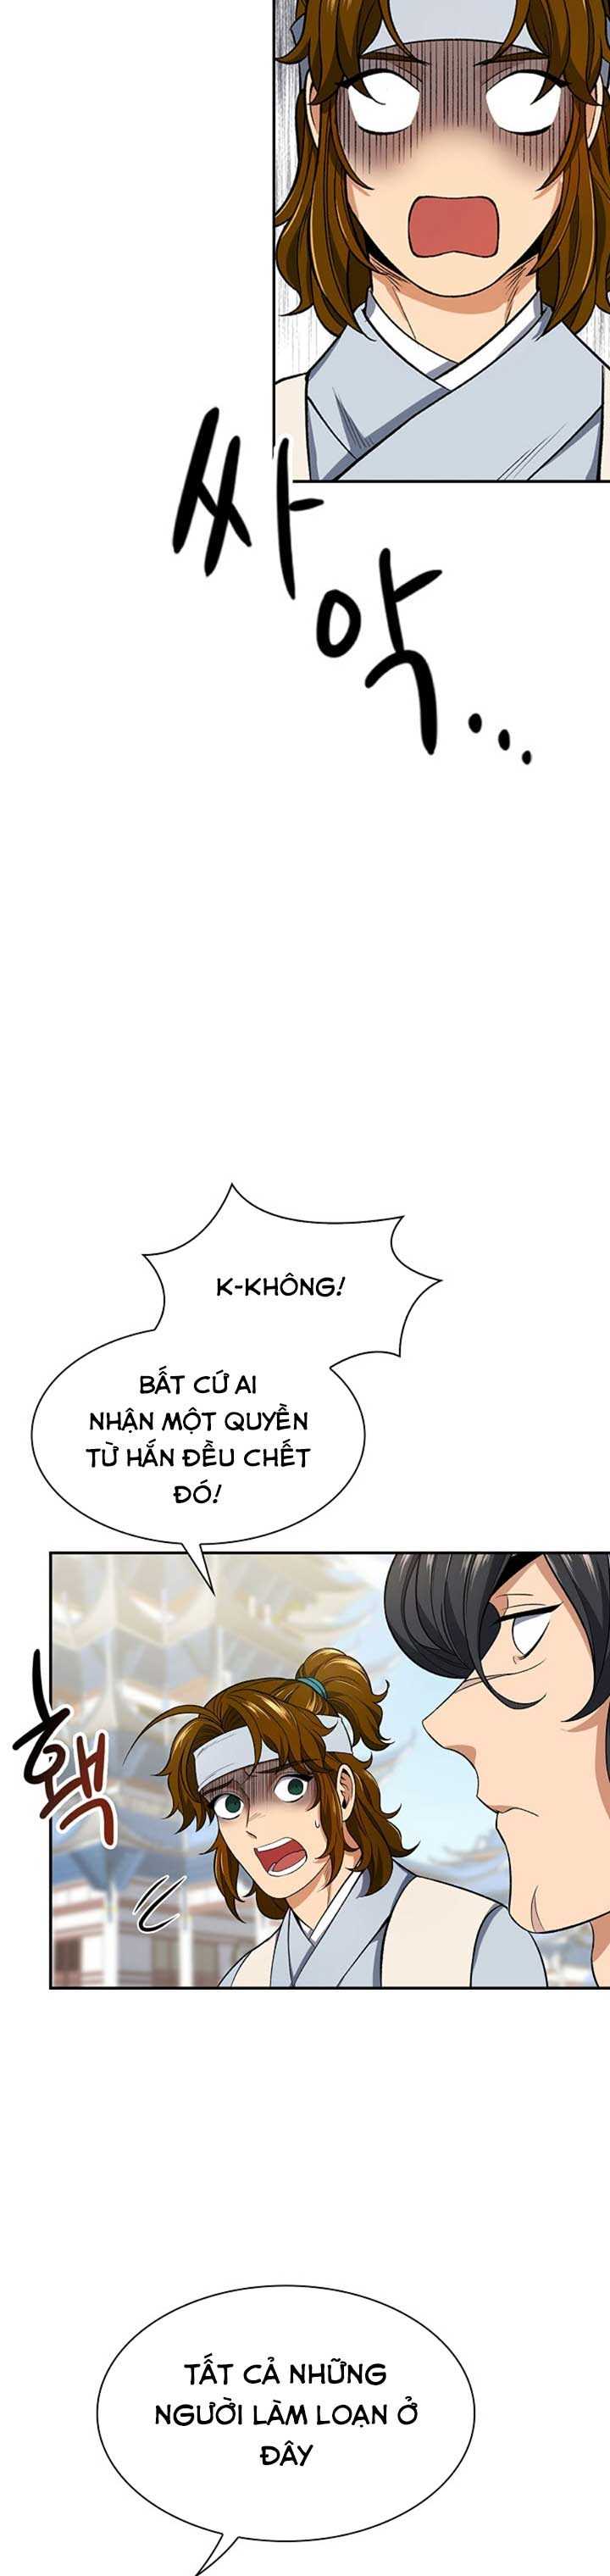 싸악...
K-KHÔNG!
BẤT CỨ AI
NHẬN MỘT QUYỀN
TỪ HẮN ĐỀU CHẾT
ĐÓ!
홱
TẤT CẢ NHỮNG
NGƯỜI LÀM LOẠN Ở
ĐÂY